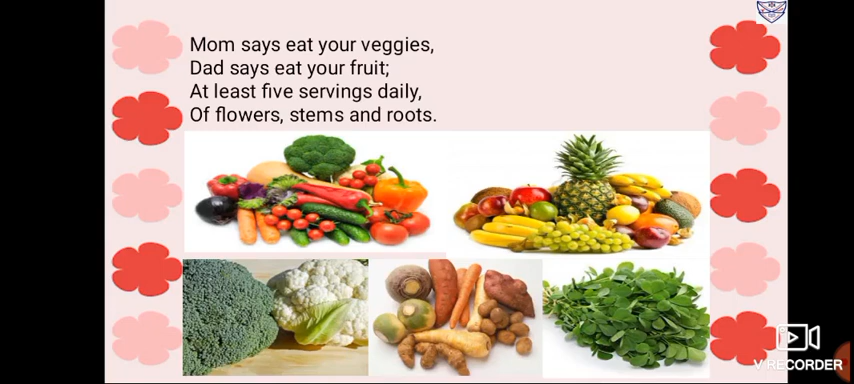 Mom says eat your veggies,
Dad says eat your fruit;
At least five servings daily,
Of flowers, stems and roots.
V RECORDER